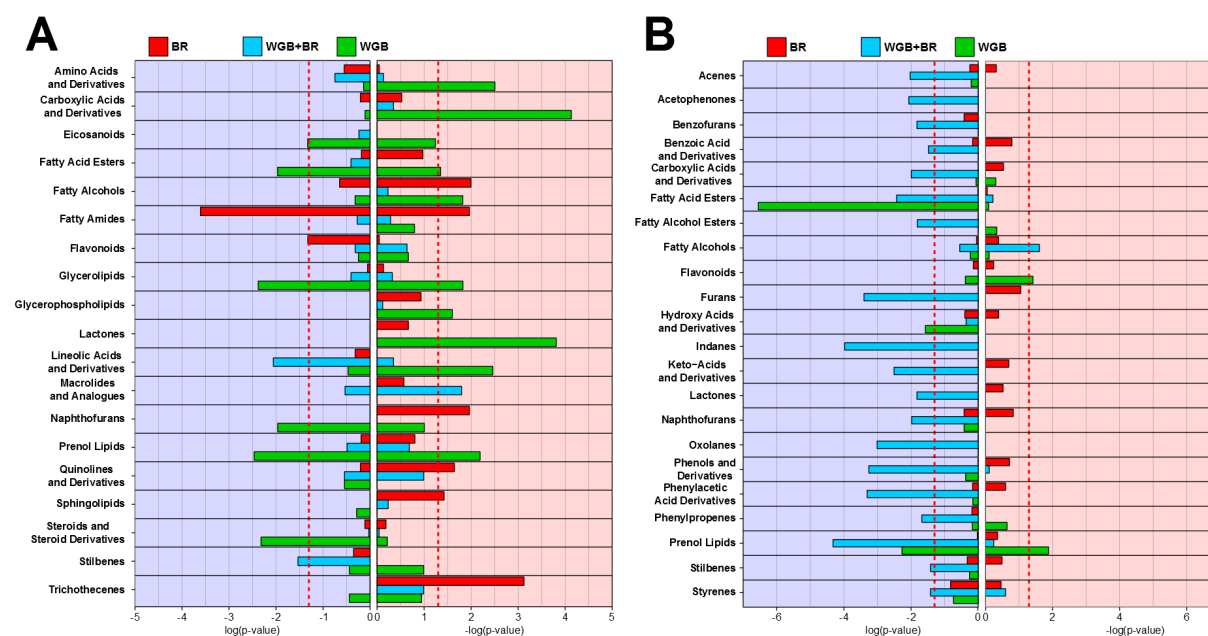 A
BR
WGB+BR
WGB
Amino Acids
and Derivatives
Carboxylic Acids
and Derivatives
Eicosanoids
Fatty Acid Esters
Fatty Alcohols
Fatty Amides
Flavonoids
Glycerolipids
Glycerophospholipids
Lactones
Lineolic Acids
and Derivatives
Macrolides
and Analogues
Naphthofurans
Prenol Lipids
Quinolines
and Derivatives
Sphingolipids
Steroids and
Steroid Derivatives
Stilbenes
Trichothecenes
-5 -4 -3 -2 -1 0 0 1 2 3 4 5
log(p-value) -log(p-value)
B
BR
WGB+BR
WGB
Acenes
Acetophenones
Benzofurans
Benzoic Acid
and Derivatives
Carboxylic Acids
and Derivatives
Fatty Acid Esters
Fatty Alcohol Esters
Fatty Alcohols
Flavonoids
Furans
Hydroxy Acids
and Derivatives
Indanes
Keto−Acids
and Derivatives
Lactones
Naphthofurans
Oxolanes
Phenols and
Derivatives
Phenylacetic
Acid Derivatives
Phenylpropenes
Prenol Lipids
Stilbenes
Styrenes
-6 -4 -2 0 0 2 4 6
log(p-value) -log(p-value)